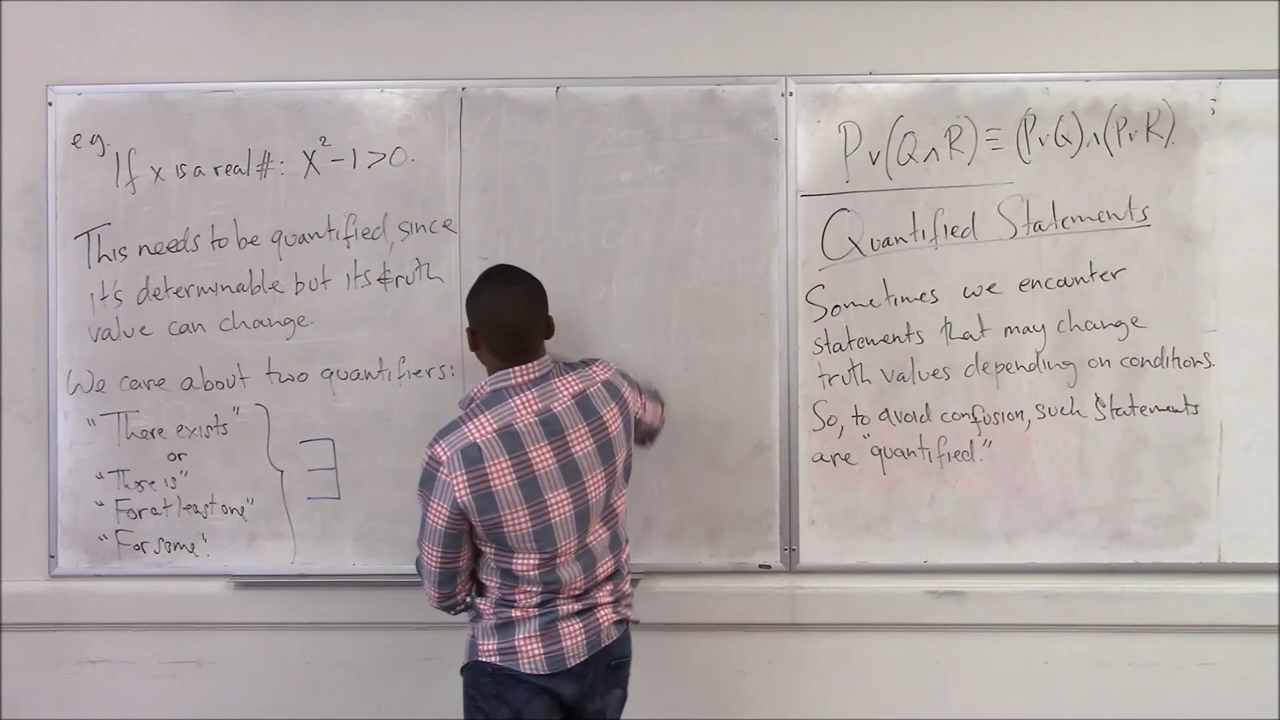 eg.
If x is a real #: X² - 1 > 0.
This needs to be quantified, since
it's determinable but its truth
value can change.
We care about two quantifiers:
"There exists"
or
"There is"
"For at least one"
"For some".
∃
P∨(Q∧R) ≡ (P∨Q)∧(P∨R).
;
Quantified Statements
Sometimes we encounter
statements that may change
truth values depending on conditions.
So, to avoid confusion, such statements
are "quantified."